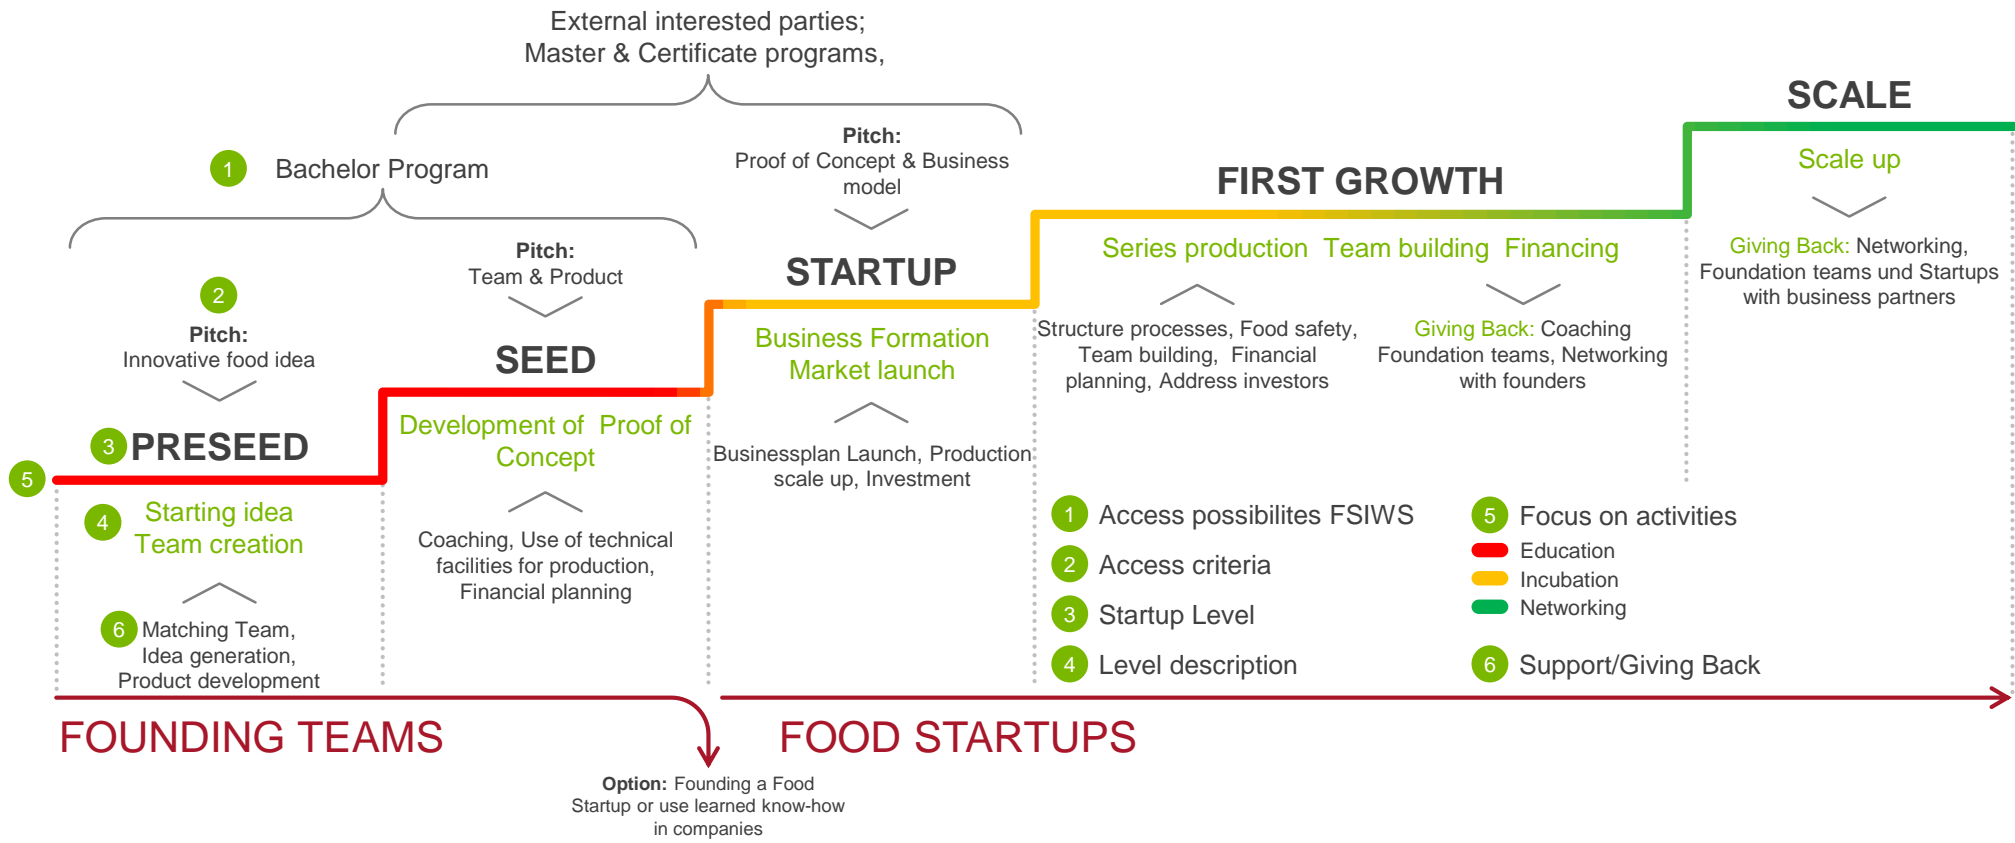 External interested parties;
Master & Certificate programs,
1 Bachelor Program
2
Pitch:
Innovative food idea
3 PRESEED
5
4 Starting idea
Team creation
6 Matching Team,
Idea generation,
Product development
Pitch:
Team & Product
SEED
Development of Proof of
Concept
Coaching, Use of technical
facilities for production,
Financial planning
Pitch:
Proof of Concept & Business
model
STARTUP
Business Formation
Market launch
Businessplan Launch, Production
scale up, Investment
FIRST GROWTH
Series production Team building Financing
Structure processes, Food safety,
Team building, Financial
planning, Address investors
Giving Back: Coaching
Foundation teams, Networking
with founders
SCALE
Scale up
Giving Back: Networking,
Foundation teams und Startups
with business partners
1 Access possibilites FSIWS
2 Access criteria
3 Startup Level
4 Level description
5 Focus on activities
Education
Incubation
Networking
6 Support/Giving Back
FOUNDING TEAMS
FOOD STARTUPS
Option: Founding a Food
Startup or use learned know-how
in companies